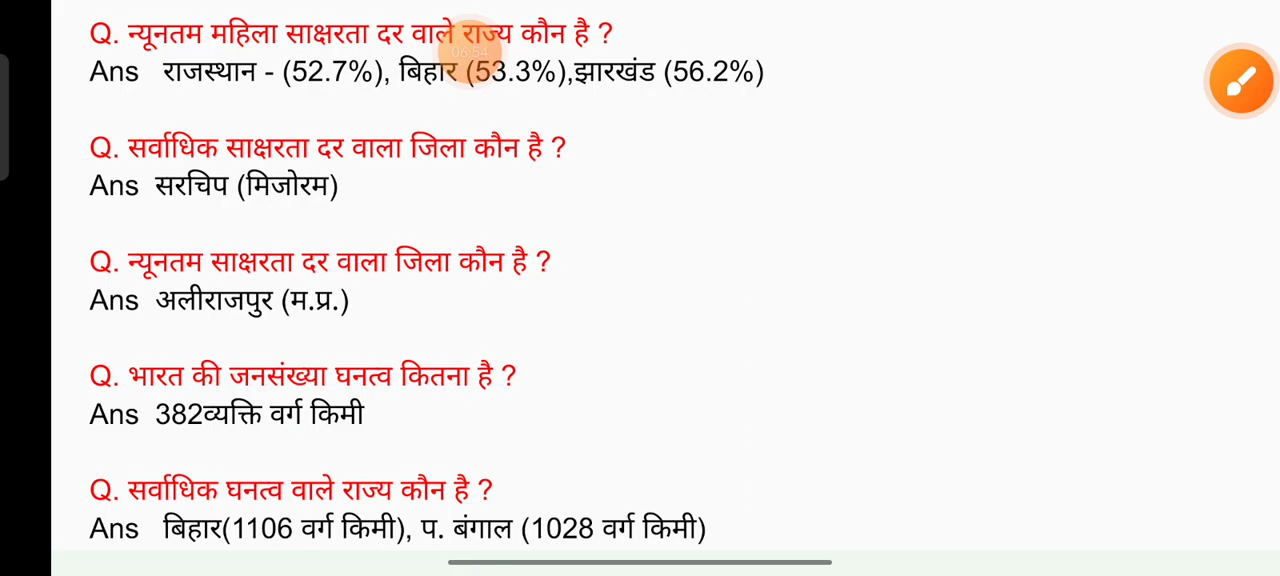 Q. न्यूनतम महिला साक्षरता दर वाले राज्य कौन है ?
06:54
Ans राजस्थान - (52.7%), बिहार (53.3%),झारखंड (56.2%)
Q. सर्वाधिक साक्षरता दर वाला जिला कौन है ?
Ans सरचिप (मिजोरम)
Q. न्यूनतम साक्षरता दर वाला जिला कौन है ?
Ans अलीराजपुर (म.प्र.)
Q. भारत की जनसंख्या घनत्व कितना है ?
Ans 382व्यक्ति वर्ग किमी
Q. सर्वाधिक घनत्व वाले राज्य कौन है ?
Ans बिहार(1106 वर्ग किमी), प. बंगाल (1028 वर्ग किमी)